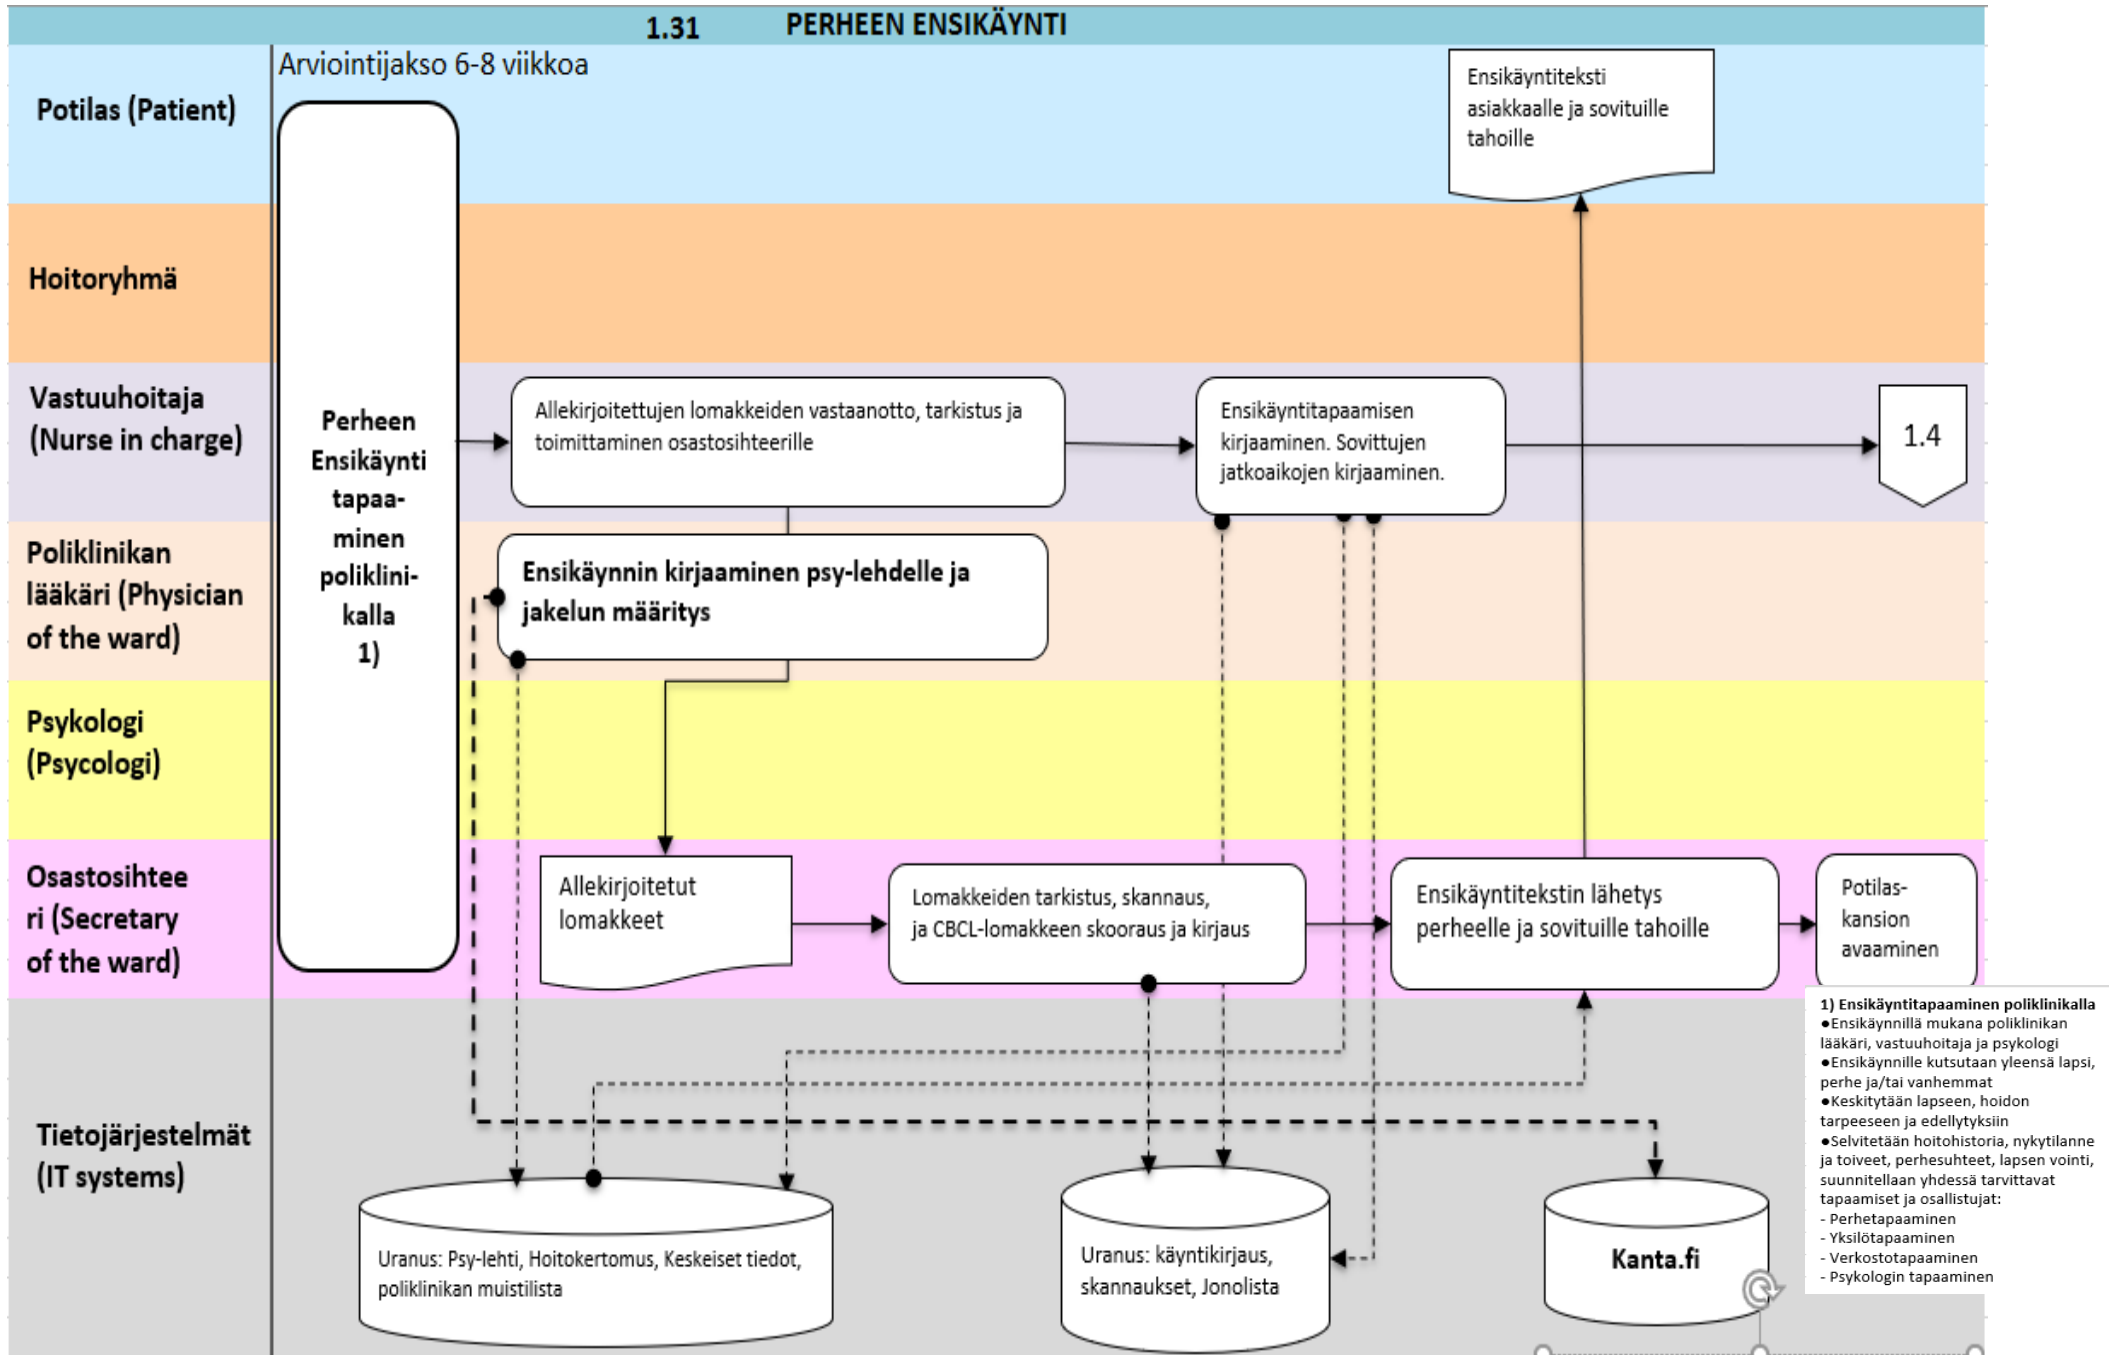 1.31 PERHEEN ENSIKÄYNTI
Arviointijakso 6-8 viikkoa
Potilas (Patient)
Ensikäyntiteksti
asiakkaalle ja sovituille
tahoille
Hoitoryhmä
Vastuuhoitaja
(Nurse in charge)
Perheen
Ensikäynti
tapaa-
minen
poliklini-
kalla
1)
Allekirjoitettujen lomakkeiden vastaanotto, tarkistus ja
toimittaminen osastosihteerille
Ensikäyntitapaamisen
kirjaaminen. Sovittujen
jatkoaikojen kirjaaminen.
1.4
Poliklinikan
lääkäri (Physician
of the ward)
Ensikäynnin kirjaaminen psy-lehdelle ja
jakelun määritys
Psykologi
(Psycologi)
Osastosihtee
ri (Secretary
of the ward)
Allekirjoitetut
lomakkeet
Lomakkeiden tarkistus, skannaus,
ja CBCL-lomakkeen skooraus ja kirjaus
Ensikäyntitekstin lähetys
perheelle ja sovituille tahoille
Potilas-
kansion
avaaminen
Tietojärjestelmät
(IT systems)
Uranus: Psy-lehti, Hoitokertomus, Keskeiset tiedot,
poliklinikan muistilista
Uranus: käyntikirjaus,
skannaukset, Jonolista
Kanta.fi
1) Ensikäyntitapaaminen poliklinikalla
●Ensikäynnillä mukana poliklinikan
lääkäri, vastuuhoitaja ja psykologi
●Ensikäynnille kutsutaan yleensä lapsi,
perhe ja/tai vanhemmat
●Keskitytään lapseen, hoidon
tarpeeseen ja edellytyksiin
●Selvitetään hoitohistoria, nykytilanne
ja toiveet, perhesuhteet, lapsen vointi,
suunnitellaan yhdessä tarvittavat
tapaamiset ja osallistujat:
- Perhetapaaminen
- Yksilötapaaminen
- Verkostotapaaminen
- Psykologin tapaaminen